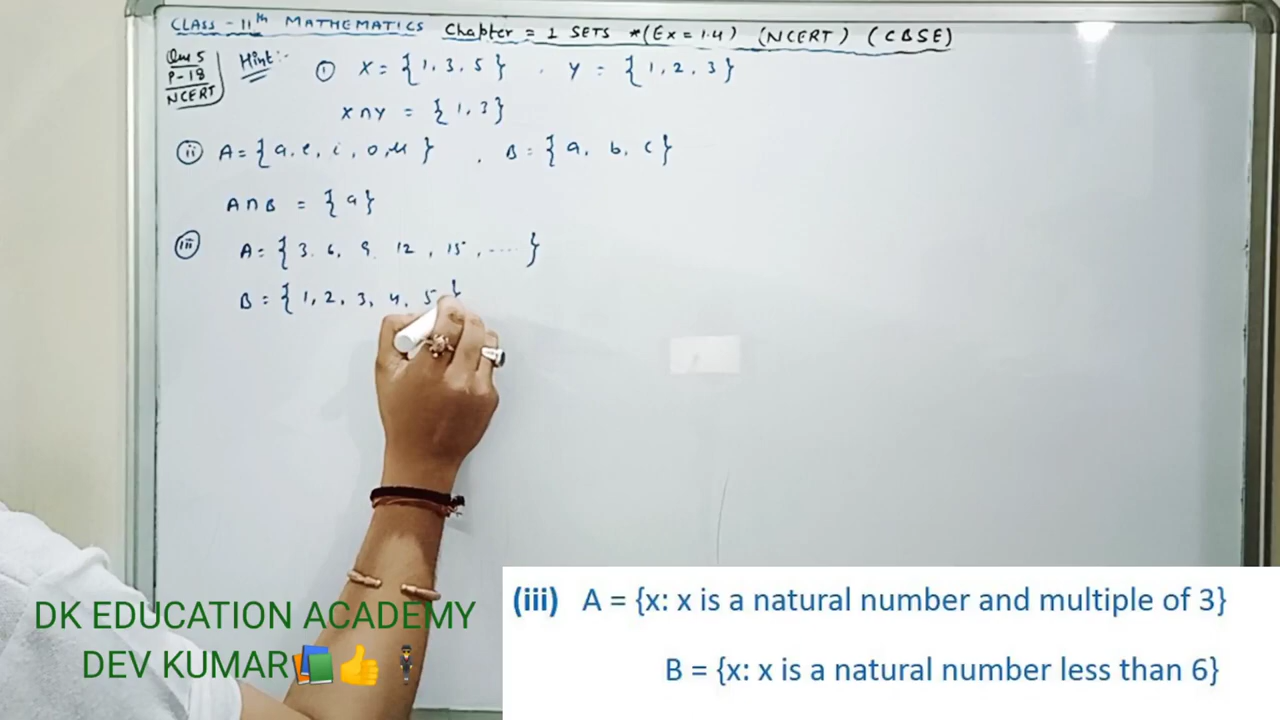 CLASS - 11th MATHEMATICS Chapter = 1 SETS *(Ex = 1.4) (NCERT) (CBSE)
Que 5
P-18
NCERT
Hint:-
(i) X = {1, 3, 5} , Y = {1, 2, 3}
X ∩ Y = {1, 3}
(ii) A = {a, e, i, o, u} , B = {a, b, c}
A ∩ B = {a}
(iii) A = {3, 6, 9, 12, 15, ....}
B = {1, 2, 3, 4, 5}
DK EDUCATION ACADEMY
DEV KUMAR📚👍🕴
(iii) A = {x: x is a natural number and multiple of 3}
B = {x: x is a natural number less than 6}